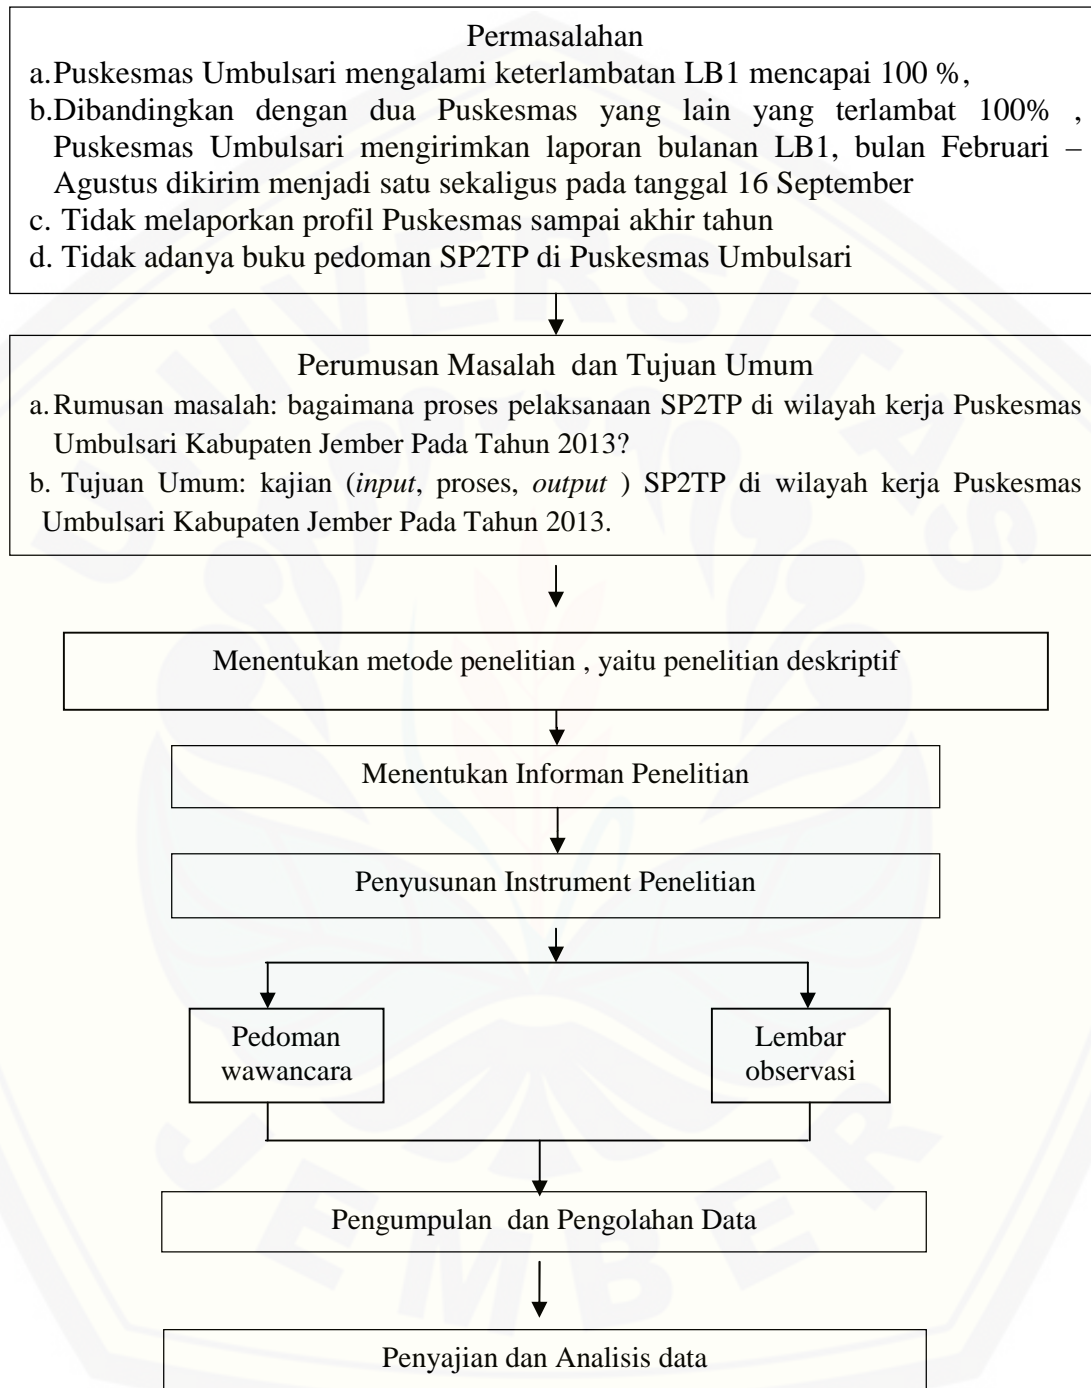 Permasalahan
a.Puskesmas Umbulsari mengalami keterlambatan LB1 mencapai 100 %,
b.Dibandingkan dengan dua Puskesmas yang lain yang terlambat 100% ,
Puskesmas Umbulsari mengirimkan laporan bulanan LB1, bulan Februari –
Agustus dikirim menjadi satu sekaligus pada tanggal 16 September
c. Tidak melaporkan profil Puskesmas sampai akhir tahun
d. Tidak adanya buku pedoman SP2TP di Puskesmas Umbulsari
Perumusan Masalah dan Tujuan Umum
a. Rumusan masalah: bagaimana proses pelaksanaan SP2TP di wilayah kerja Puskesmas
Umbulsari Kabupaten Jember Pada Tahun 2013?
b. Tujuan Umum: kajian (input, proses, output ) SP2TP di wilayah kerja Puskesmas
Umbulsari Kabupaten Jember Pada Tahun 2013.
Menentukan metode penelitian , yaitu penelitian deskriptif
Menentukan Informan Penelitian
Penyusunan Instrument Penelitian
Pedoman
wawancara
Lembar
observasi
Pengumpulan dan Pengolahan Data
Penyajian dan Analisis data
UNIVERSITAS
JEMBER